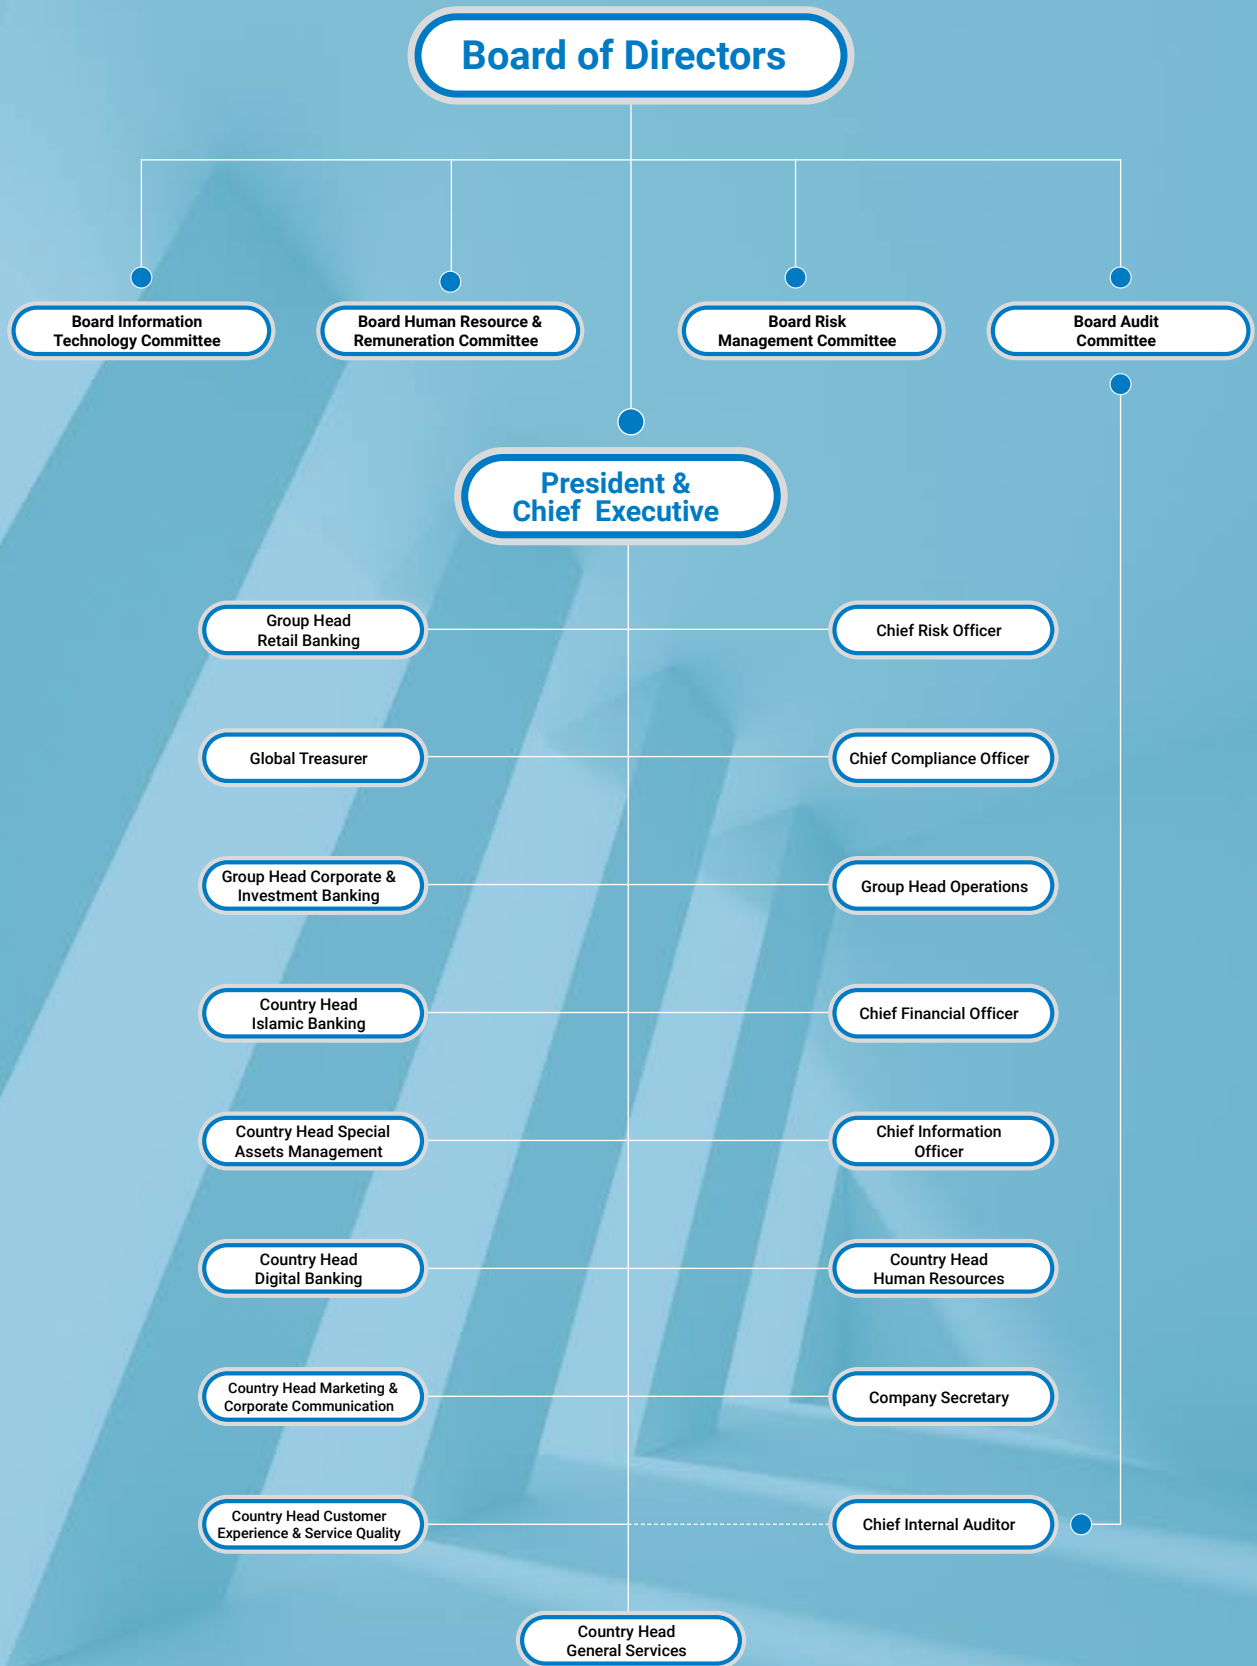 Board of Directors
Board Information
Technology Committee
Board Human Resource &
Remuneration Committee
Board Risk
Management Committee
Board Audit
Committee
President &
Chief Executive
Group Head
Retail Banking
Chief Risk Officer
Global Treasurer
Chief Compliance Officer
Group Head Corporate &
Investment Banking
Group Head Operations
Country Head
Islamic Banking
Chief Financial Officer
Country Head Special
Assets Management
Chief Information
Officer
Country Head
Digital Banking
Country Head
Human Resources
Country Head Marketing &
Corporate Communication
Company Secretary
Country Head Customer
Experience & Service Quality
Chief Internal Auditor
Country Head
General Services